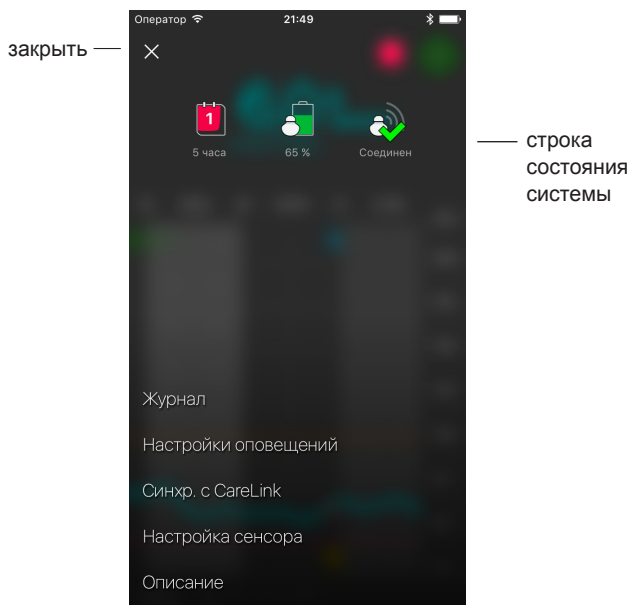 Оператор 21:49
закрыть
1
5 часа 65 % Соединен
строка
состояния
системы
Журнал
Настройки оповещений
Синхр. с CareLink
Настройка сенсора
Описание